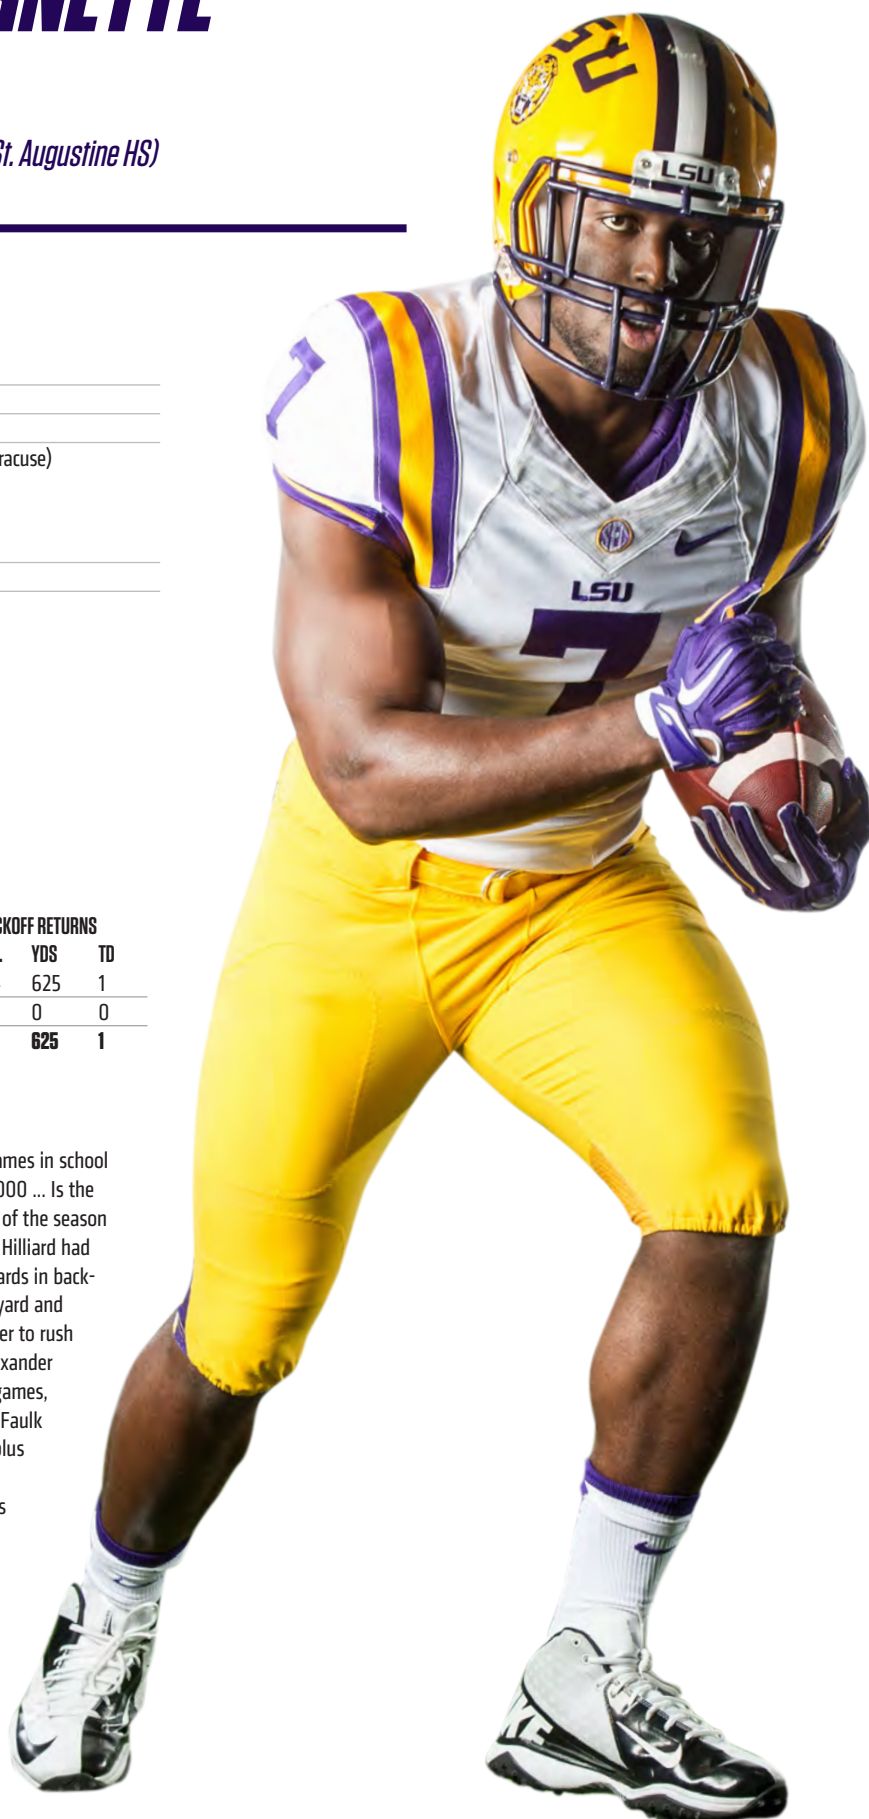 St. Augustine HS)
LSU
LSU
7
racuse)
LSU
7
KOFF RETURNS
YDS TD
625 1
0 0
625 1
ames in school
000 ... Is the
of the season
Hilliard had
ards in back-
yard and
er to rush
xander
games,
Faulk
plus
s
KE